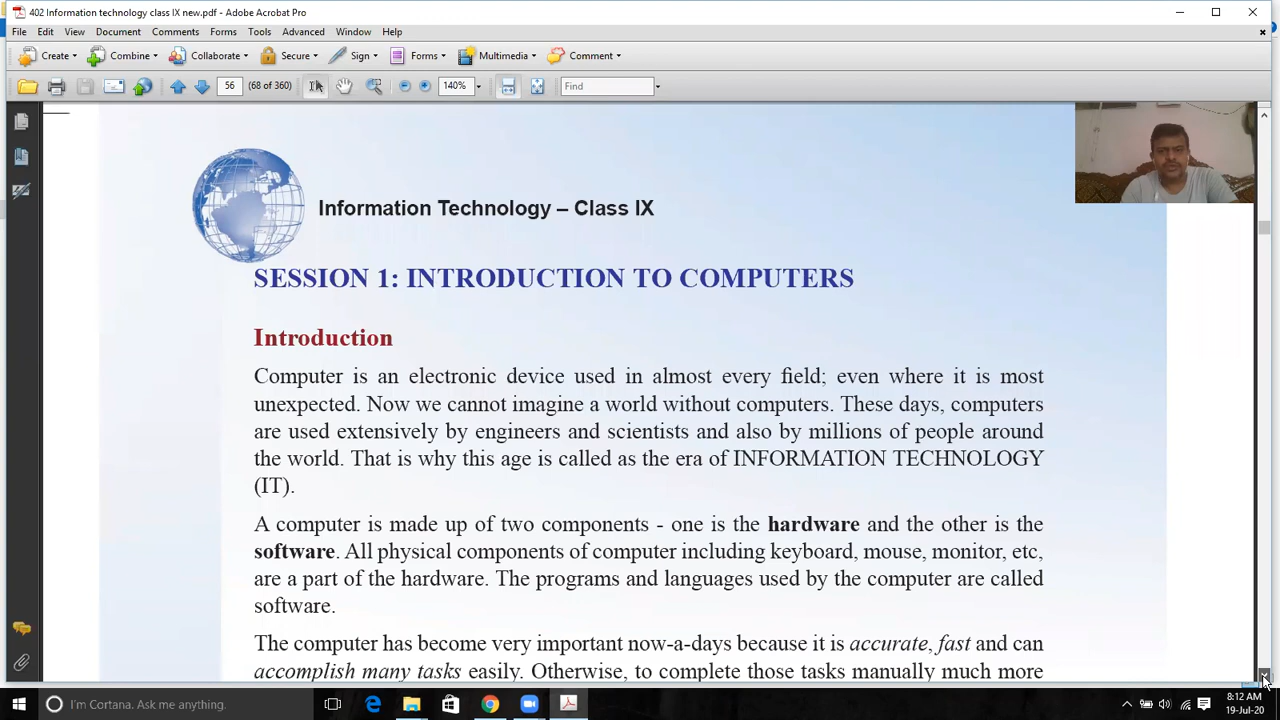 402 Information technology class IX new.pdf - Adobe Acrobat Pro
File Edit View Document Comments Forms Tools Advanced Window Help
Create Combine Collaborate Secure Sign Forms Multimedia Comment
56 (68 of 360) 140% Find
Information Technology – Class IX
SESSION 1: INTRODUCTION TO COMPUTERS
Introduction
Computer is an electronic device used in almost every field; even where it is most
unexpected. Now we cannot imagine a world without computers. These days, computers
are used extensively by engineers and scientists and also by millions of people around
the world. That is why this age is called as the era of INFORMATION TECHNOLOGY
(IT).
A computer is made up of two components - one is the hardware and the other is the
software. All physical components of computer including keyboard, mouse, monitor, etc,
are a part of the hardware. The programs and languages used by the computer are called
software.
The computer has become very important now-a-days because it is accurate, fast and can
accomplish many tasks easily. Otherwise, to complete those tasks manually much more
I'm Cortana. Ask me anything.
8:12 AM
19-Jul-20